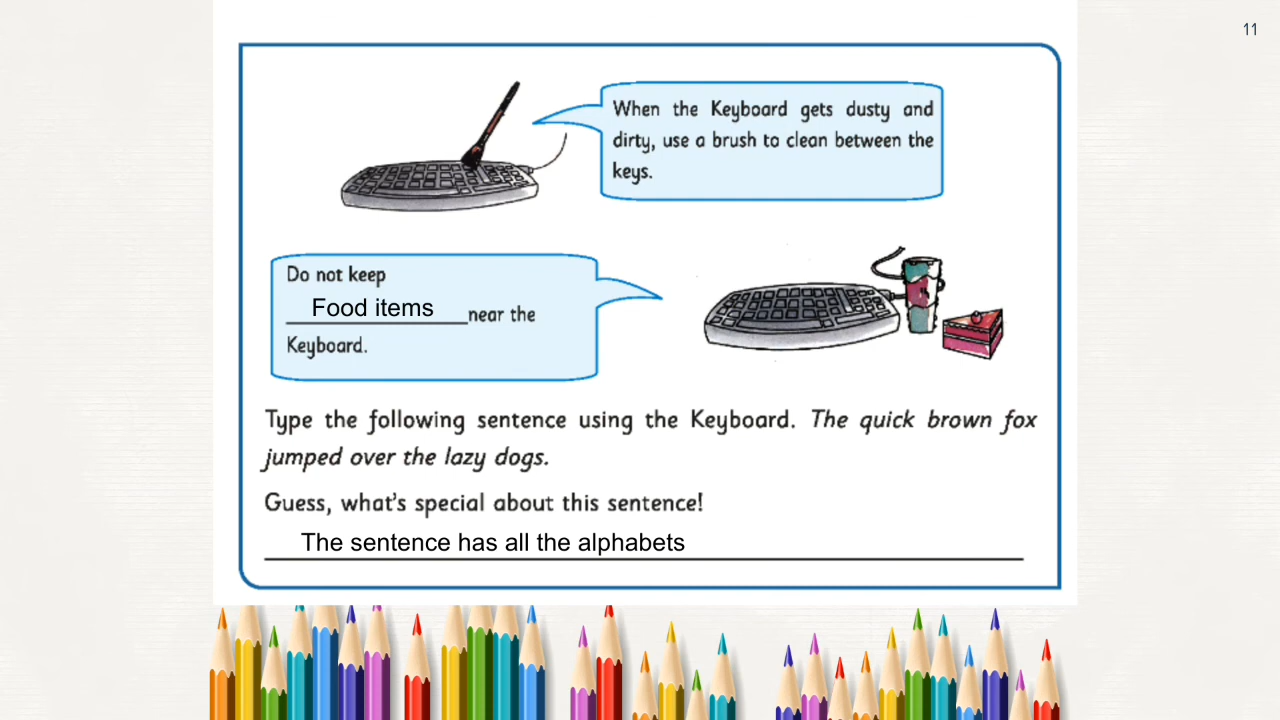 11
When the Keyboard gets dusty and
dirty, use a brush to clean between the
keys.
Do not keep
Food items near the
Keyboard.
Type the following sentence using the Keyboard. The quick brown fox
jumped over the lazy dogs.
Guess, what's special about this sentence!
The sentence has all the alphabets